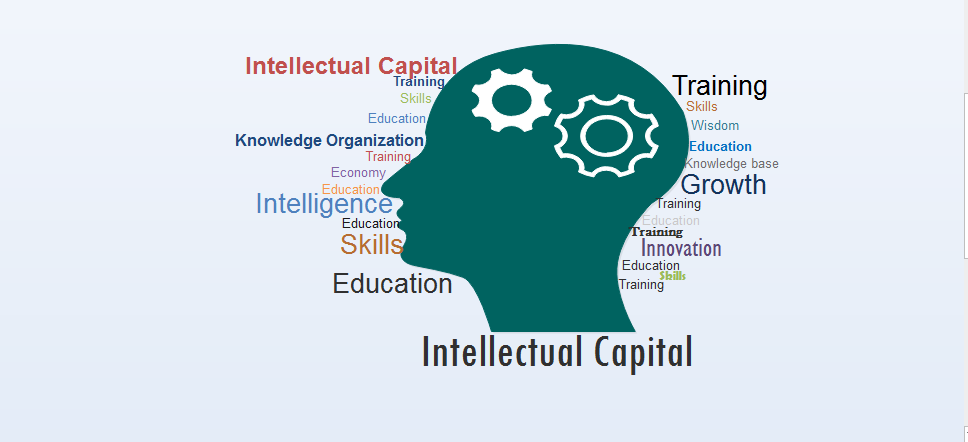 Intellectual Capital
Training
Skills
Education
Knowledge Organization
Training
Economy
Education
Intelligence
Education
Skills
Education
Training
Skills
Wisdom
Education
Knowledge base
Growth
Training
Education
Training
Innovation
Education
Skills
Training
Intellectual Capital